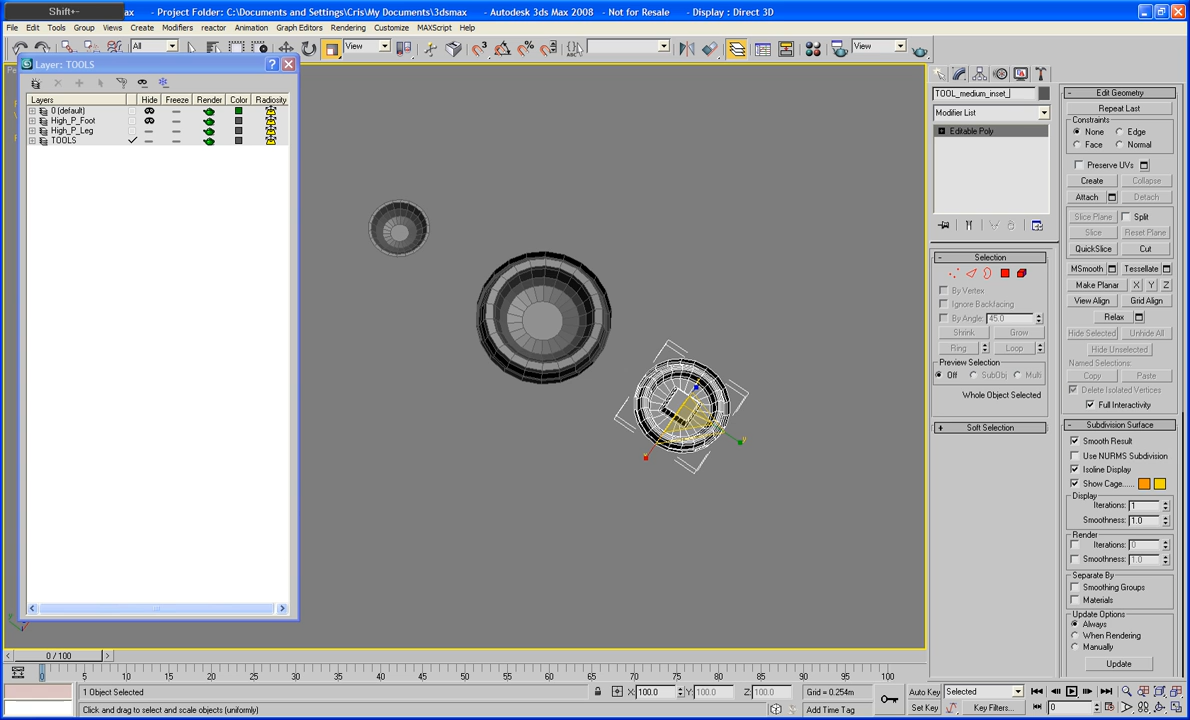 Shift+-
ax - Project Folder: C:\Documents and Settings\Cris\My Documents\3dsmax - Autodesk 3ds Max 2008 - Not for Resale - Display : Direct 3D
File Edit Tools Group Views Create Modifiers reactor Animation Graph Editors Rendering Customize MAXScript Help
All View View
Layer: TOOLS
Layers Hide Freeze Render Color Radiosity
0 (default)
High_P_Foot
High_P_Leg
TOOLS
TOOL_medium_inset_
Modifier List
Editable Poly
Selection
By Vertex
Ignore Backfacing
By Angle: 45.0
Shrink Grow
Ring Loop
Preview Selection
Off SubObj Multi
Whole Object Selected
Soft Selection
Edit Geometry
Repeat Last
Constraints
None Edge
Face Normal
Preserve UVs
Create Collapse
Attach Detach
Slice Plane Split
Slice Reset Plane
QuickSlice Cut
MSmooth Tessellate
Make Planar X Y Z
View Align Grid Align
Relax
Hide Selected Unhide All
Hide Unselected
Named Selections:
Copy Paste
Delete Isolated Vertices
Full Interactivity
Subdivision Surface
Smooth Result
Use NURMS Subdivision
Isoline Display
Show Cage......
Display
Iterations: 1
Smoothness: 1.0
Render
Iterations: 0
Smoothness: 1.0
Separate By
Smoothing Groups
Materials
Update Options
Always
When Rendering
Manually
Update
0 / 100
0 5 10 15 20 25 30 35 40 45 50 55 60 65 70 75 80 85 90 95 100
1 Object Selected X: 100.0 Y: 100.0 Z: 100.0 Grid = 0.254m Auto Key Selected
Click and drag to select and scale objects (uniformly) Add Time Tag Set Key Key Filters... 0